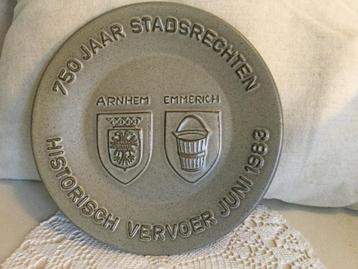 750 JAAR STADSRECHTEN
ARNHEM EMMERICH
HISTORISCH VERVOER JUNI 1983